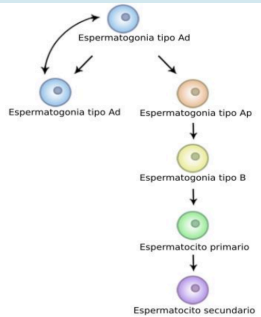 Espermatogonia tipo Ad
Espermatogonia tipo Ad
Espermatogonia tipo Ap
Espermatogonia tipo B
Espermatocito primario
Espermatocito secundario